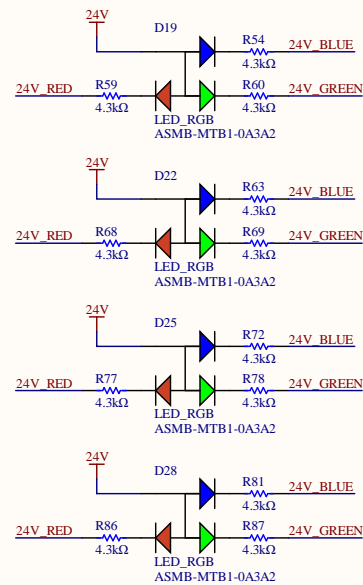 24V
D19
R54
24V_BLUE
4.3kΩ
24V_RED
R59
R60
24V_GREEN
4.3kΩ
4.3kΩ
LED_RGB
ASMB-MTB1-0A3A2
24V
D22
R63
24V_BLUE
4.3kΩ
24V_RED
R68
R69
24V_GREEN
4.3kΩ
4.3kΩ
LED_RGB
ASMB-MTB1-0A3A2
24V
D25
R72
24V_BLUE
4.3kΩ
24V_RED
R77
R78
24V_GREEN
4.3kΩ
4.3kΩ
LED_RGB
ASMB-MTB1-0A3A2
24V
D28
R81
24V_BLUE
4.3kΩ
24V_RED
R86
R87
24V_GREEN
4.3kΩ
4.3kΩ
LED_RGB
ASMB-MTB1-0A3A2